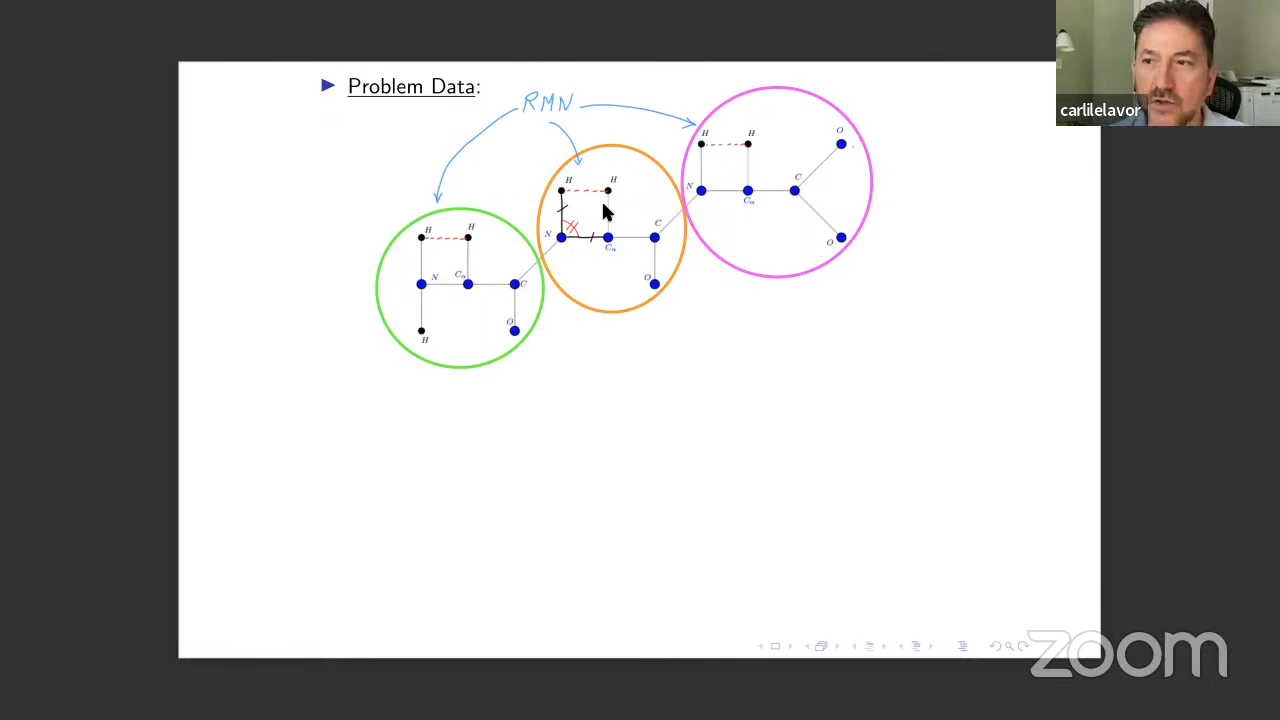 Problem Data:
RMN
carlilelavor
H H O
N Cα C
O
H H
N Cα C
O
H H
N Cα C
O
H
zoom